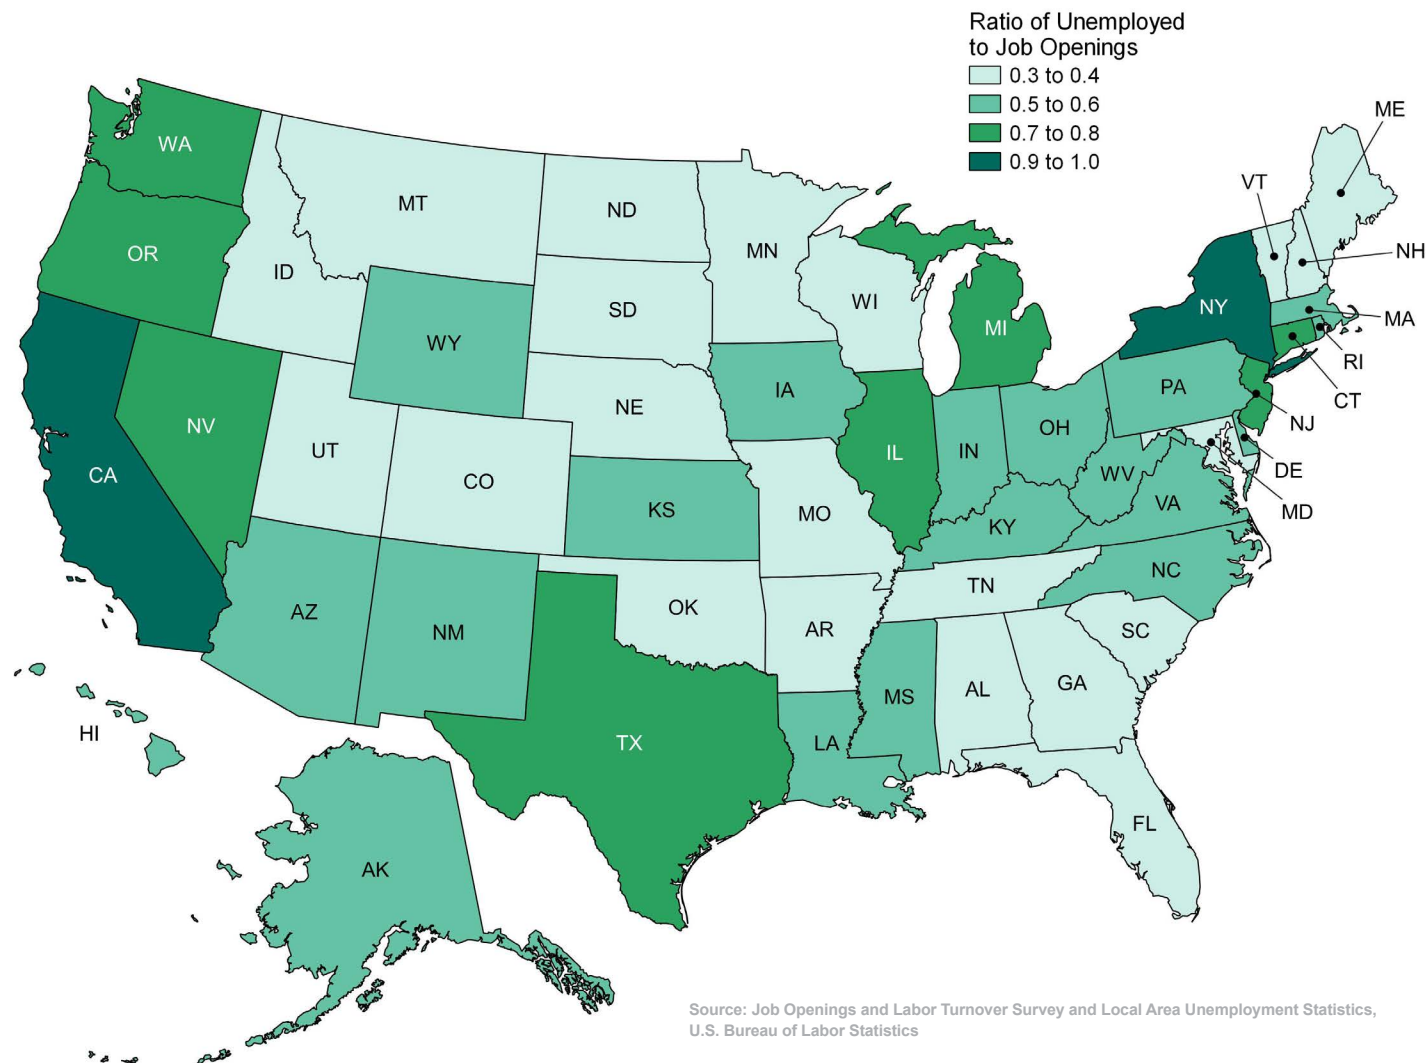 Ratio of Unemployed
to Job Openings
0.3 to 0.4
0.5 to 0.6
0.7 to 0.8
0.9 to 1.0
ME
WA
VT
MT
ND
OR
NH
MN
ID
WI
NY
SD
MA
MI
WY
RI
PA
IA
CT
NE
NJ
NV
OH
UT
IL
IN
DE
CA
WV
CO
VA
KS
MO
MD
KY
NC
TN
AZ
OK
NM
AR
SC
AL
GA
MS
HI
TX
LA
FL
AK
Source: Job Openings and Labor Turnover Survey and Local Area Unemployment Statistics,
U.S. Bureau of Labor Statistics